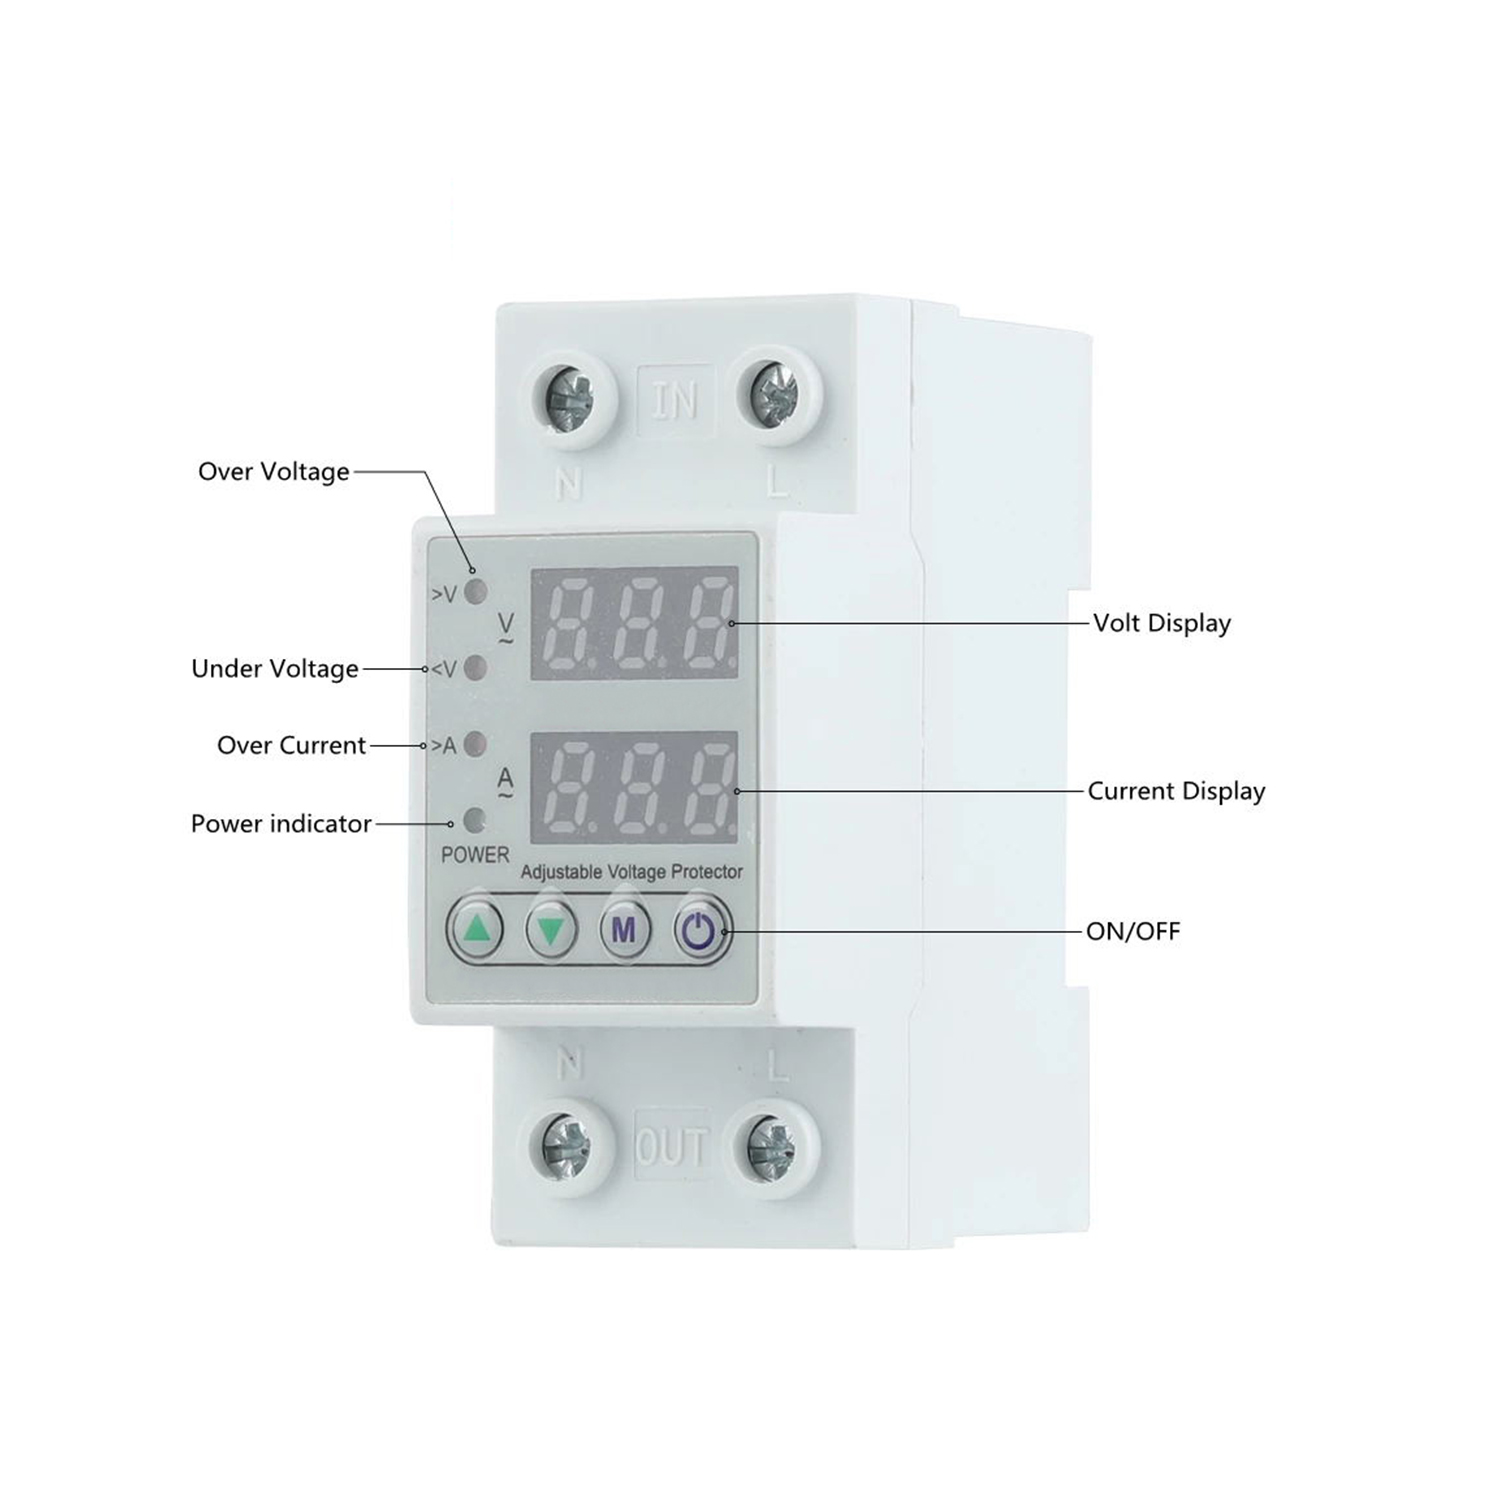 IN
N L
Over Voltage
>V
V
~
Volt Display
Under Voltage
<V
Over Current
>A
A
~
Current Display
Power indicator
POWER
Adjustable Voltage Protector
M
ON/OFF
N L
OUT